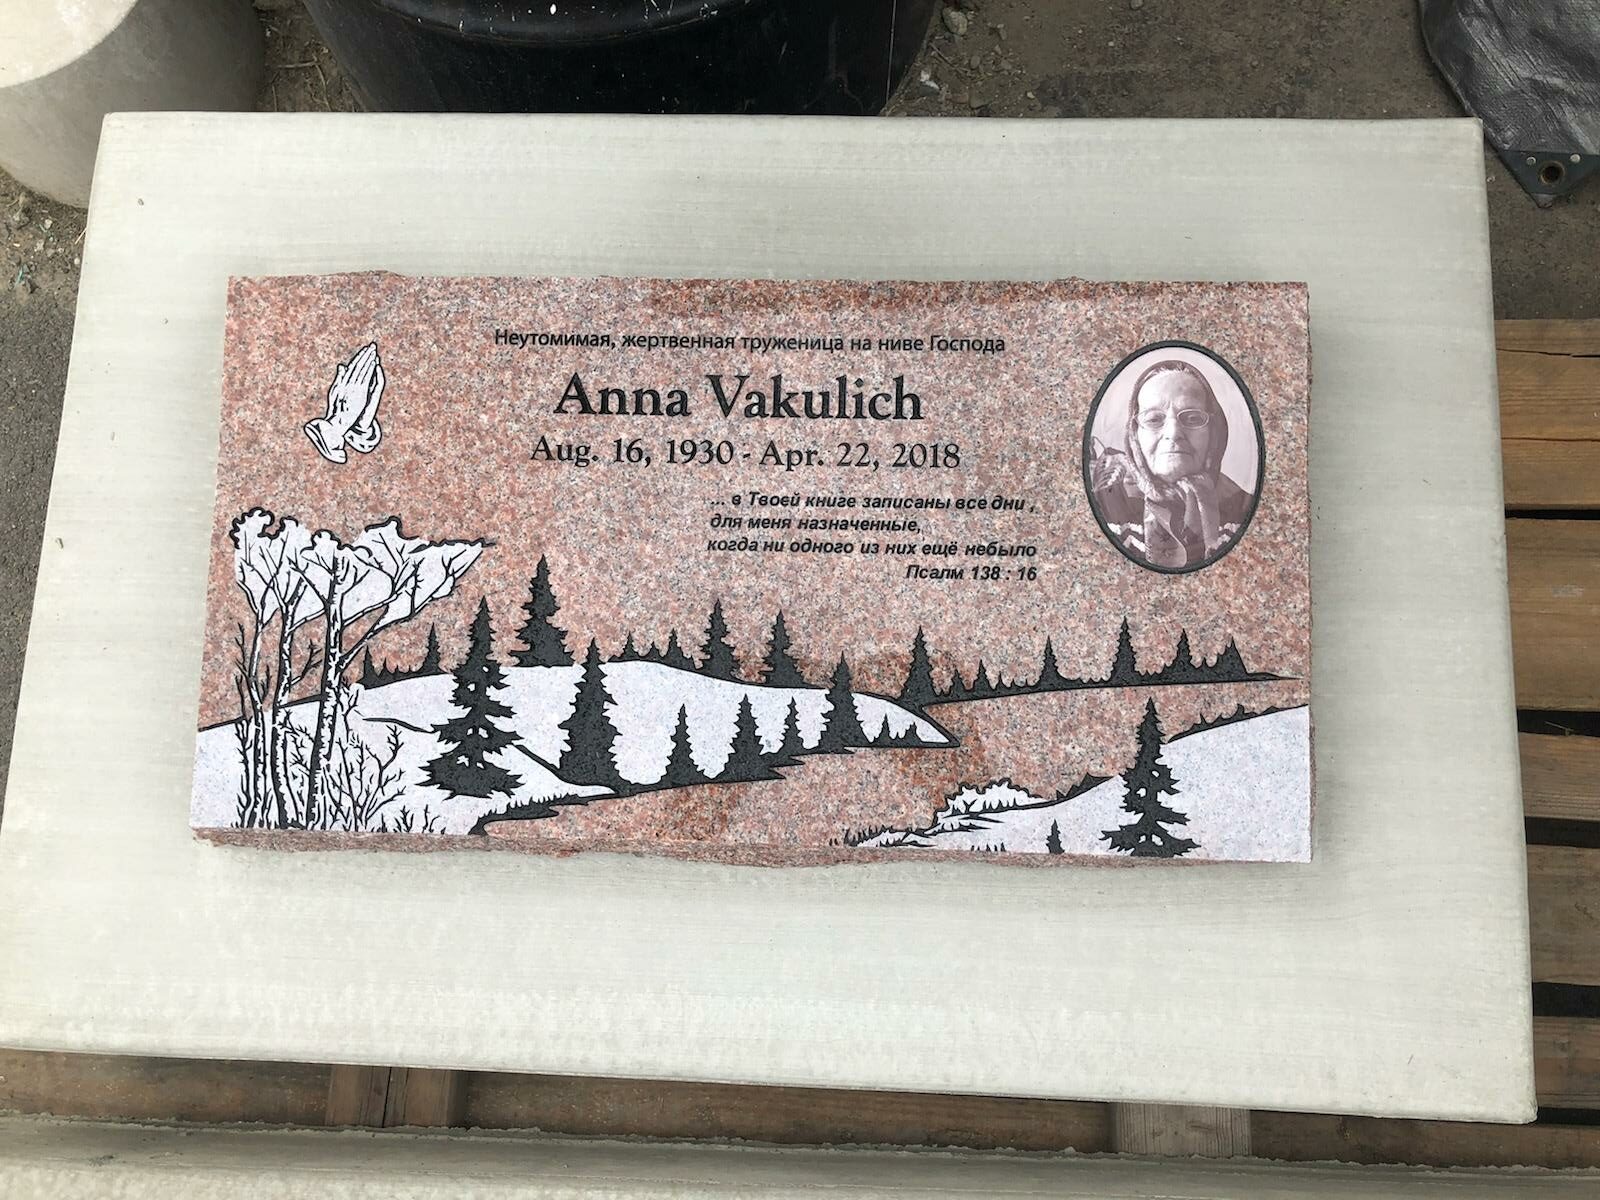 Неутомимая, жертвенная труженица на ниве Господа
Anna Vakulich
Aug. 16, 1930 - Apr. 22, 2018
... в Твоей книге записаны все дни ,
для меня назначенные,
когда ни одного из них ещё небыло
Псалм 138 : 16